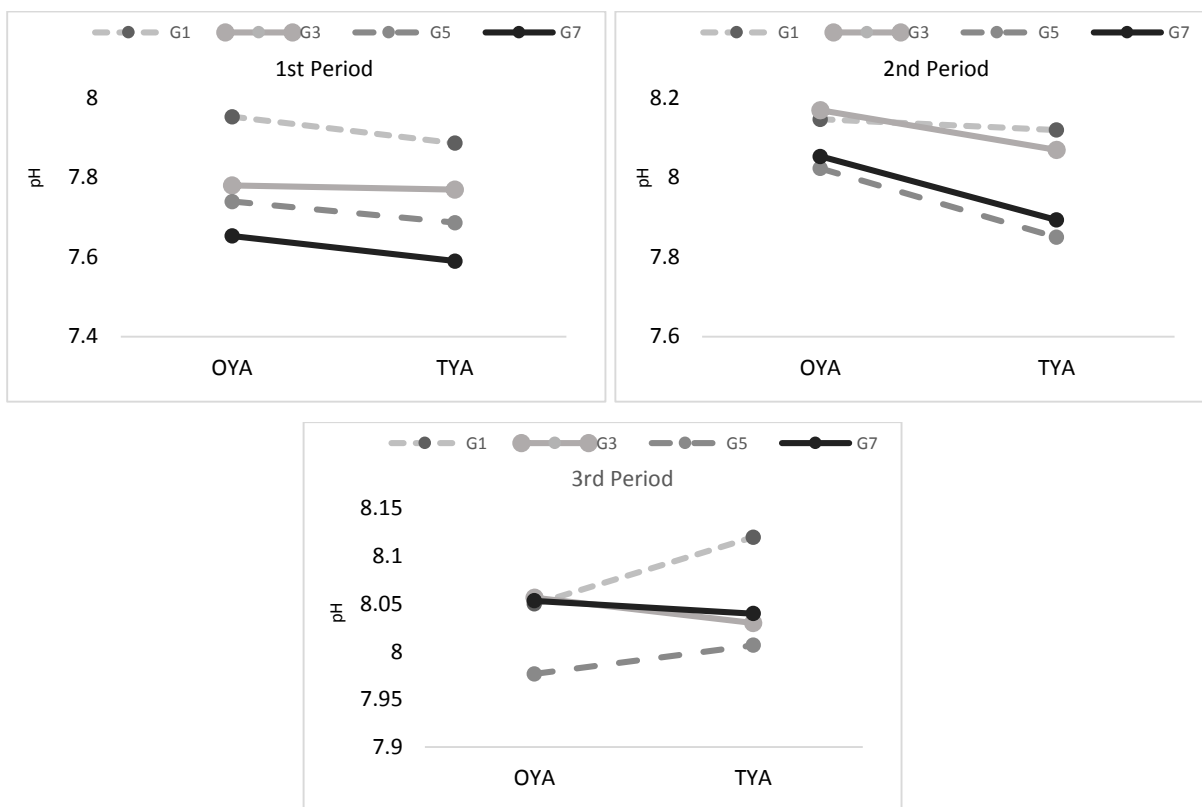 G1 G3 G5 G7
1st Period
pH
8
7.8
7.6
7.4
OYA TYA
G1 G3 G5 G7
2nd Period
pH
8.2
8
7.8
7.6
OYA TYA
G1 G3 G5 G7
3rd Period
pH
8.15
8.1
8.05
8
7.95
7.9
OYA TYA